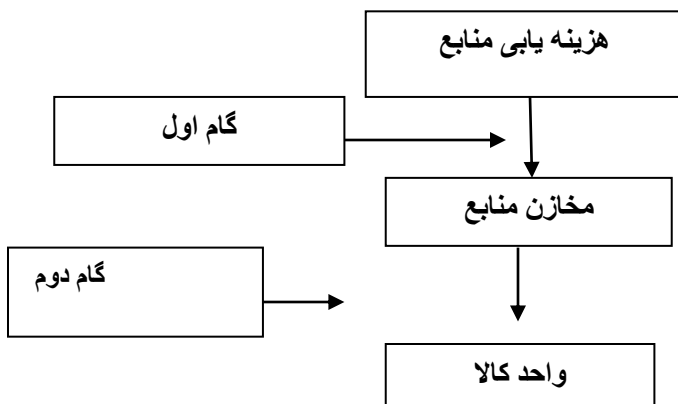 هزینه یابی منابع
گام اول
مخازن منابع
گام دوم
واحد کالا